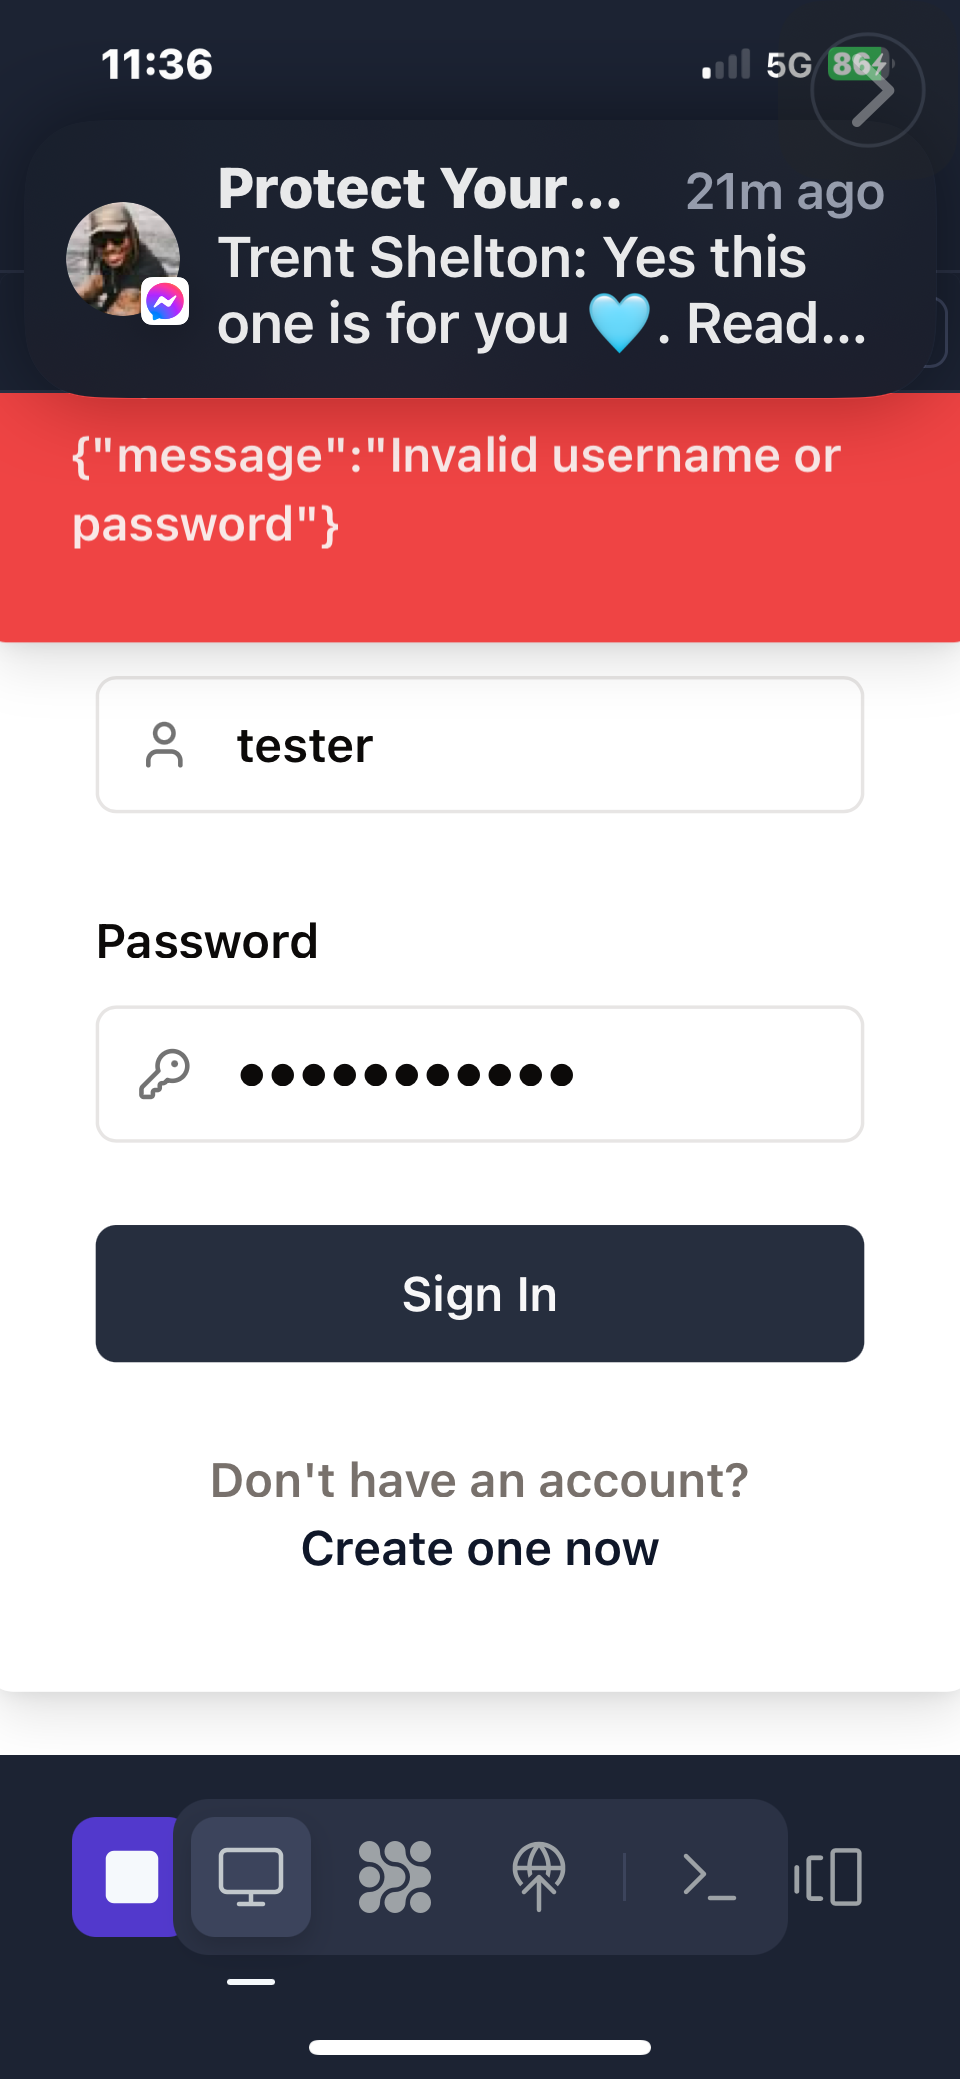 11:36
5G
86
Protect Your...
21m ago
Trent Shelton: Yes this
one is for you 🩵. Read...
{"message":"Invalid username or
password"}
tester
Password
Sign In
Don't have an account?
Create one now